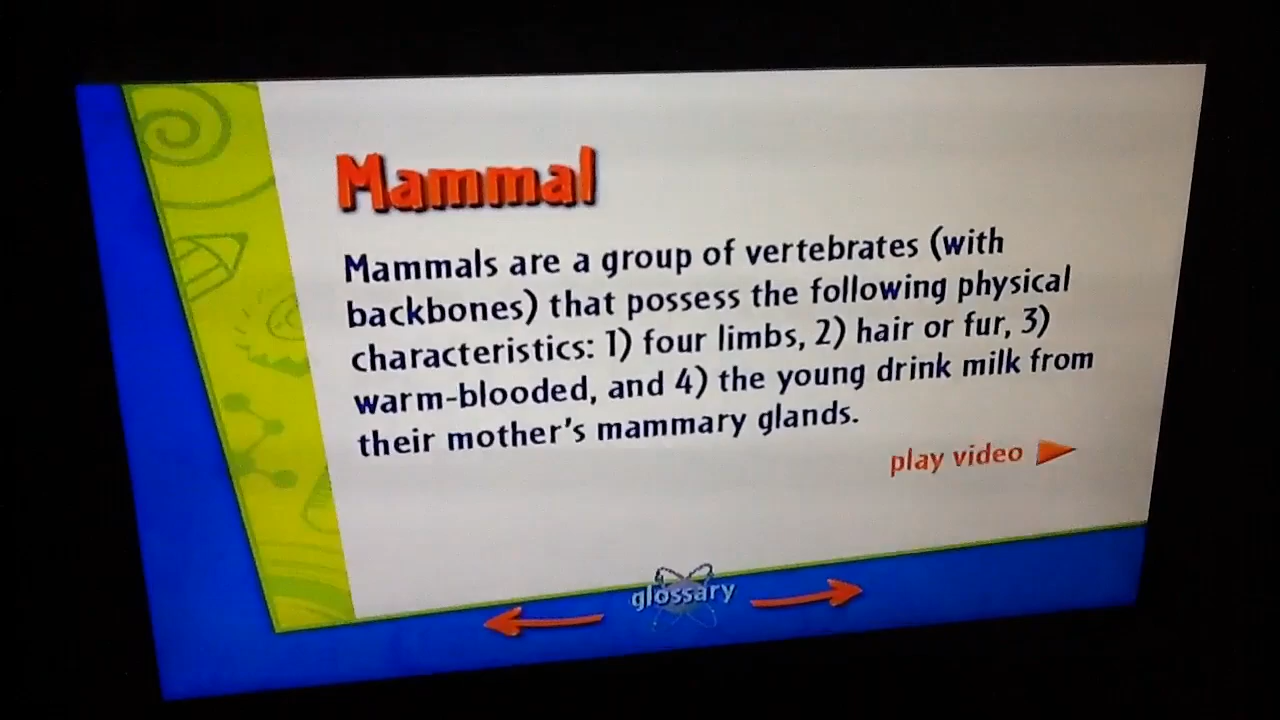 Mammal
Mammals are a group of vertebrates (with
backbones) that possess the following physical
characteristics: 1) four limbs, 2) hair or fur, 3)
warm-blooded, and 4) the young drink milk from
their mother's mammary glands.
play video
glossary